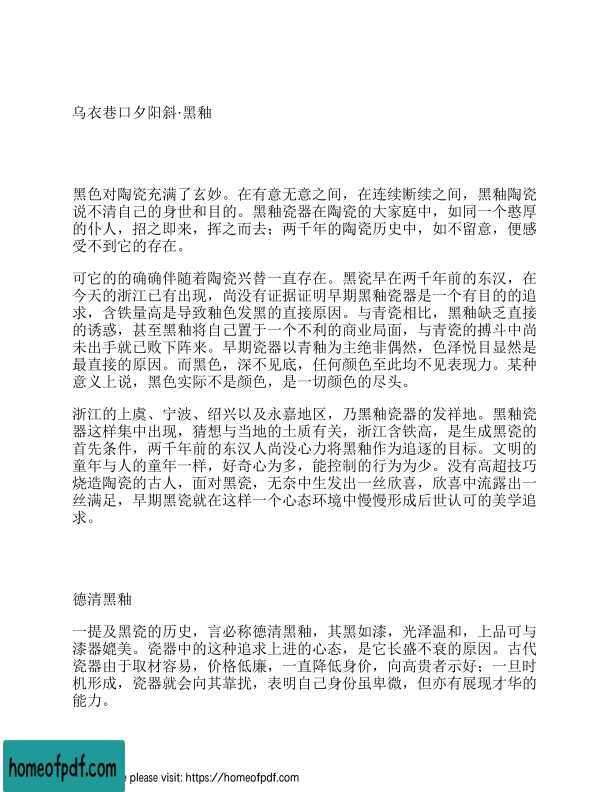 乌衣巷口夕阳斜·黑釉
黑色对陶瓷充满了玄妙。在有意无意之间，在连续断续之间，黑釉陶瓷
说不清自己的身世和目的。黑釉瓷器在陶瓷的大家庭中，如同一个憨厚
的仆人，招之即来，挥之而去；两千年的陶瓷历史中，如不留意，便感
受不到它的存在。
可它的的确确伴随着陶瓷兴替一直存在。黑瓷早在两千年前的东汉，在
今天的浙江已有出现，尚没有证据证明早期黑釉瓷器是一个有目的的追
求，含铁量高是导致釉色发黑的直接原因。与青瓷相比，黑釉缺乏直接
的诱惑，甚至黑釉将自己置于一个不利的商业局面，与青瓷的搏斗中尚
未出手就已败下阵来。早期瓷器以青釉为主绝非偶然，色泽悦目显然是
最直接的原因。而黑色，深不见底，任何颜色至此均不见表现力。某种
意义上说，黑色实际不是颜色，是一切颜色的尽头。
浙江的上虞、宁波、绍兴以及永嘉地区，乃黑釉瓷器的发祥地。黑釉瓷
器这样集中出现，猜想与当地的土质有关，浙江含铁高，是生成黑瓷的
首先条件，两千年前的东汉人尚没心力将黑釉作为追逐的目标。文明的
童年与人的童年一样，好奇心为多，能控制的行为为少。没有高超技巧
烧造陶瓷的古人，面对黑瓷，无奈中生发出一丝欣喜，欣喜中流露出一
丝满足，早期黑瓷就在这样一个心态环境中慢慢形成后世认可的美学追
求。
德清黑釉
一提及黑瓷的历史，言必称德清黑釉，其黑如漆，光泽温和，上品可与
漆器媲美。瓷器中的这种追求上进的心态，是它长盛不衰的原因。古代
瓷器由于取材容易，价格低廉，一直降低身价，向高贵者示好；一旦时
机形成，瓷器就会向其靠扰，表明自己身份虽卑微，但亦有展现才华的
能力。
homeofpdf.com
please visit: https://homeofpdf.com